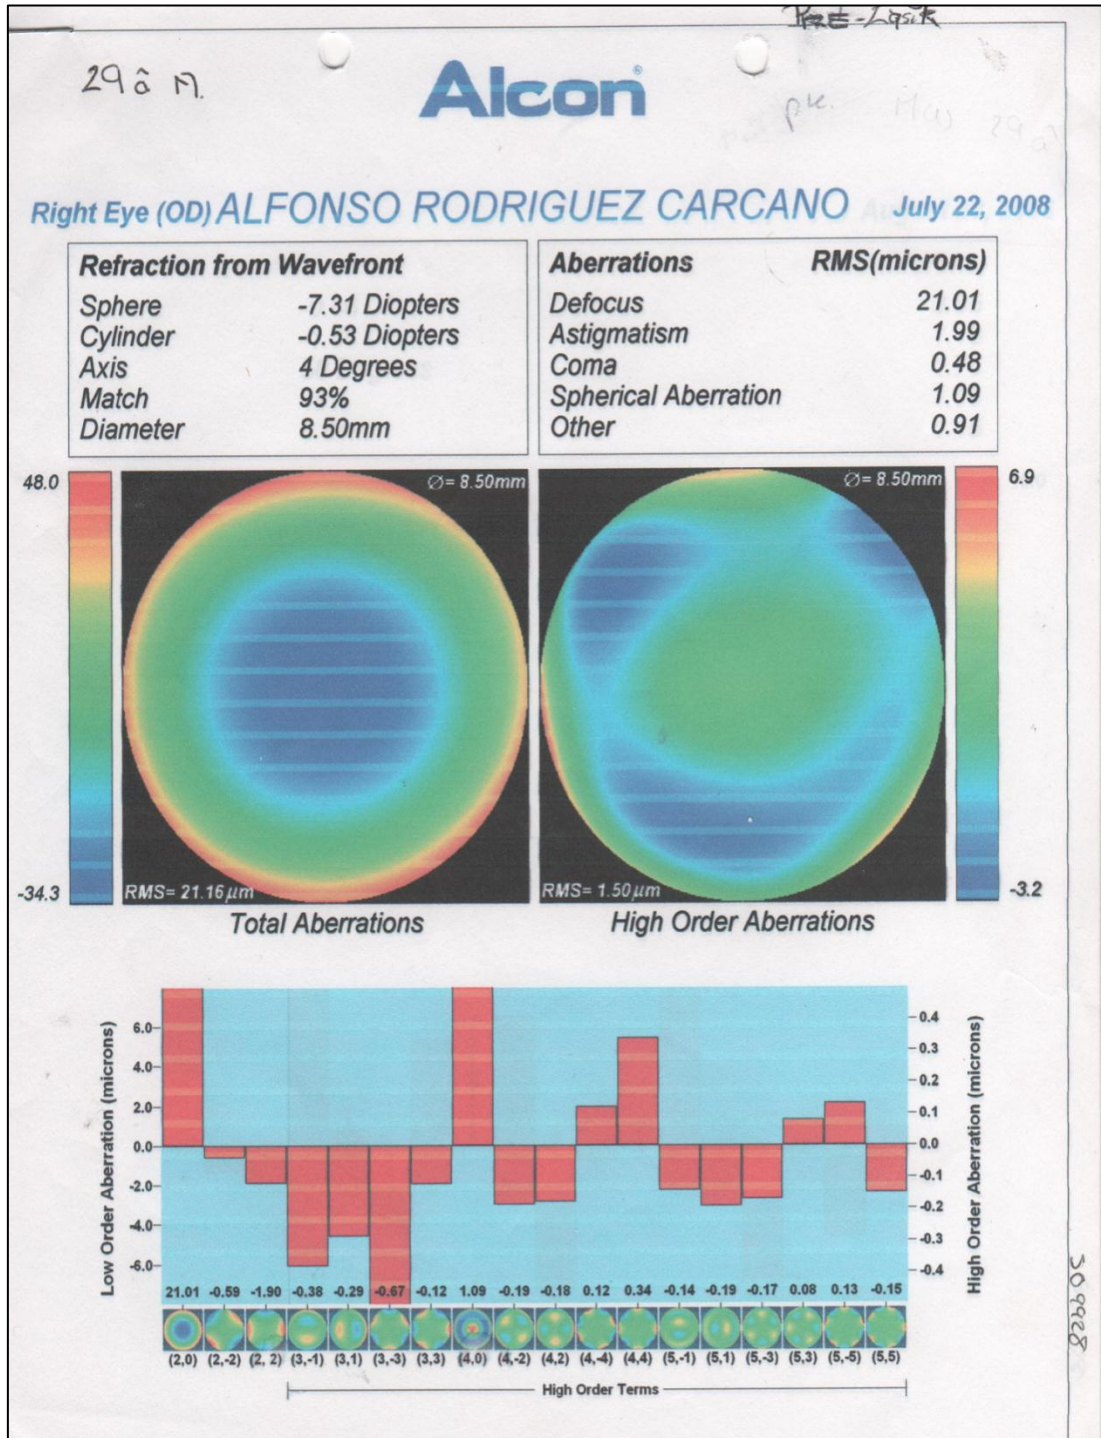 -Lasik
29 a M.
Alcon®
Right Eye (OD) ALFONSO RODRIGUEZ CARCANO July 22, 2008
Refraction from Wavefront
Sphere -7.31 Diopters
Cylinder -0.53 Diopters
Axis 4 Degrees
Match 93%
Diameter 8.50mm
Aberrations RMS(microns)
Defocus 21.01
Astigmatism 1.99
Coma 0.48
Spherical Aberration 1.09
Other 0.91
48.0
-34.3
Ø= 8.50mm
RMS= 21.16µm
Total Aberrations
Ø= 8.50mm
RMS= 1.50µm
High Order Aberrations
6.9
-3.2
Low Order Aberration (microns)
6.0
4.0
2.0
0.0
-2.0
-4.0
-6.0
0.4
0.3
0.2
0.1
0.0
-0.1
-0.2
-0.3
-0.4
High Order Aberration (microns)
21.01 -0.59 -1.90 -0.38 -0.29 -0.67 -0.12 1.09 -0.19 -0.18 0.12 0.34 -0.14 -0.19 -0.17 0.08 0.13 -0.15
(2,0) (2,-2) (2, 2) (3,-1) (3,1) (3,-3) (3,3) (4,0) (4,-2) (4,2) (4,-4) (4,4) (5,-1) (5,1) (5,-3) (5,3) (5,-5) (5,5)
High Order Terms